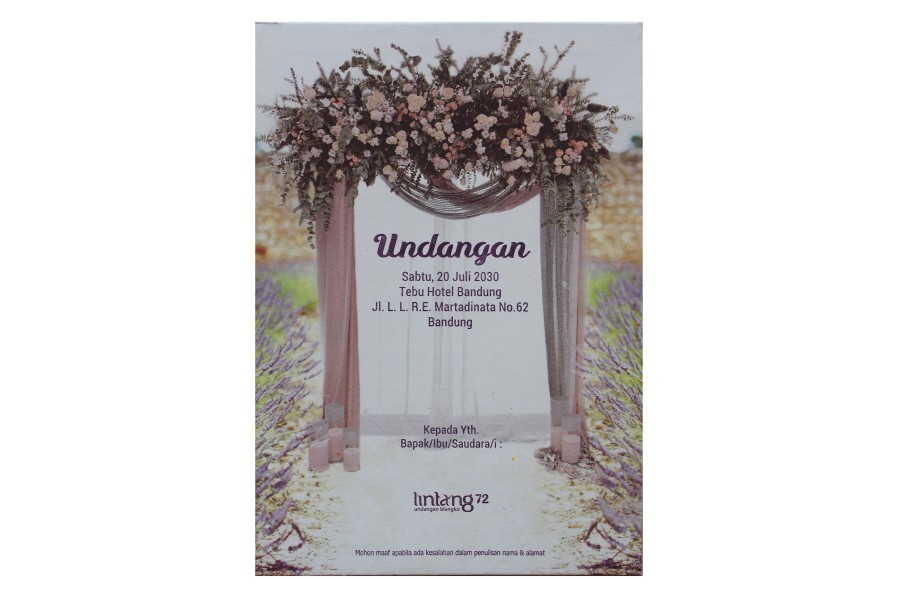 Undangan
Sabtu, 20 Juli 2030
Tebu Hotel Bandung
Jl. L. L. R.E. Martadinata No.62
Bandung
Kepada Yth.
Bapak/Ibu/Saudara/i :
lintang 72
undangan blangko
Mohon maaf apabila ada kesalahan dalam penulisan nama & alamat